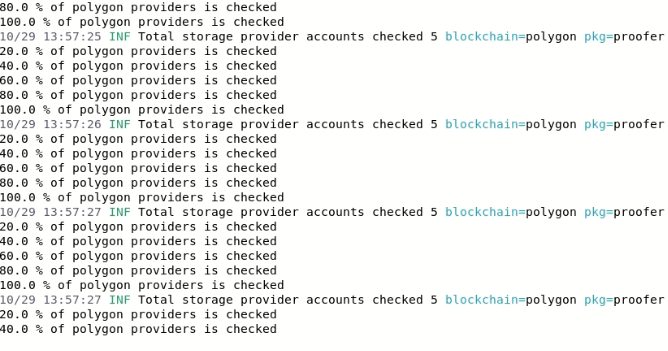 80.0 % of polygon providers is checked
100.0 % of polygon providers is checked
10/29 13:57:25 INF Total storage provider accounts checked 5 blockchain=polygon pkg=proofer
20.0 % of polygon providers is checked
40.0 % of polygon providers is checked
60.0 % of polygon providers is checked
80.0 % of polygon providers is checked
100.0 % of polygon providers is checked
10/29 13:57:26 INF Total storage provider accounts checked 5 blockchain=polygon pkg=proofer
20.0 % of polygon providers is checked
40.0 % of polygon providers is checked
60.0 % of polygon providers is checked
80.0 % of polygon providers is checked
100.0 % of polygon providers is checked
10/29 13:57:27 INF Total storage provider accounts checked 5 blockchain=polygon pkg=proofer
20.0 % of polygon providers is checked
40.0 % of polygon providers is checked
60.0 % of polygon providers is checked
80.0 % of polygon providers is checked
100.0 % of polygon providers is checked
10/29 13:57:27 INF Total storage provider accounts checked 5 blockchain=polygon pkg=proofer
20.0 % of polygon providers is checked
40.0 % of polygon providers is checked